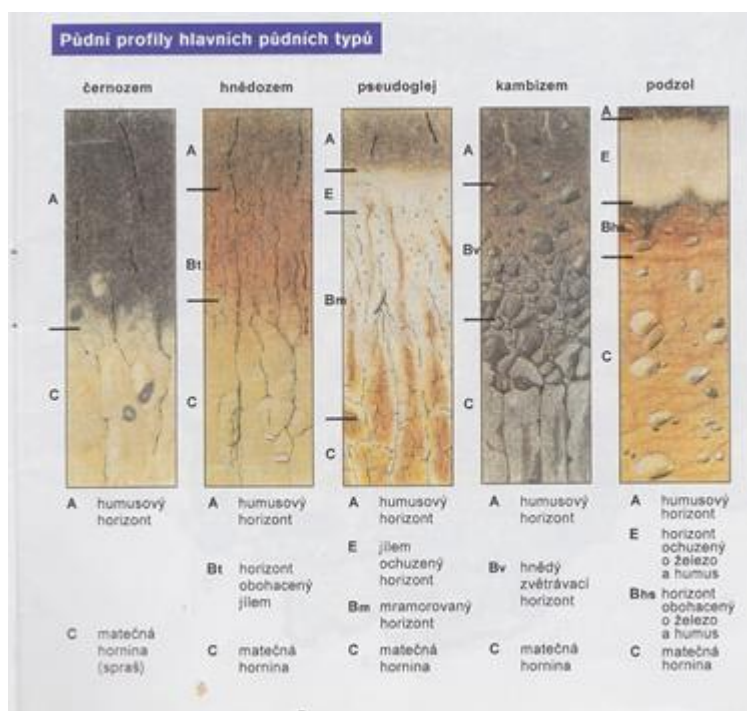 Půdní profily hlavních půdních typů
černozem
hnědozem
pseudoglej
kambizem
podzol
A
C
A
Bt
C
A
E
Bm
C
A
Bv
C
A
E
Bhs
C
A humusový
horizont
C matečná
hornina
(spraš)
A humusový
horizont
Bt horizont
obohacený
jílem
C matečná
hornina
A humusový
horizont
E jílem
ochuzený
horizont
Bm mramorovaný
horizont
C matečná
hornina
A humusový
horizont
Bv hnědý
zvětrávací
horizont
C matečná
hornina
A humusový
horizont
E horizont
ochuzený
o železo
a humus
Bhs horizont
obohacený
o železo
a humus
C matečná
hornina